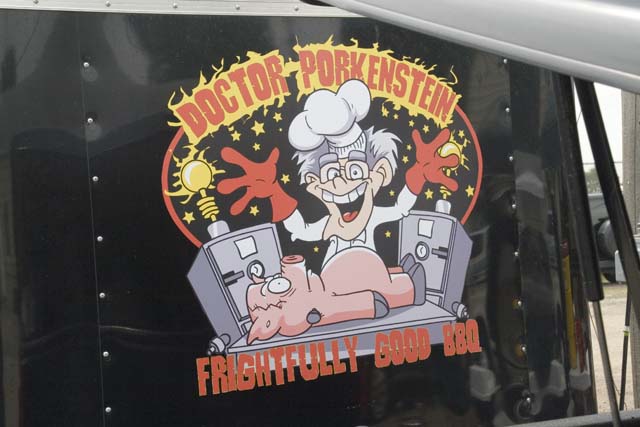 DOCTOR PORKENSTEIN
FRIGHTFULLY GOOD BBQ